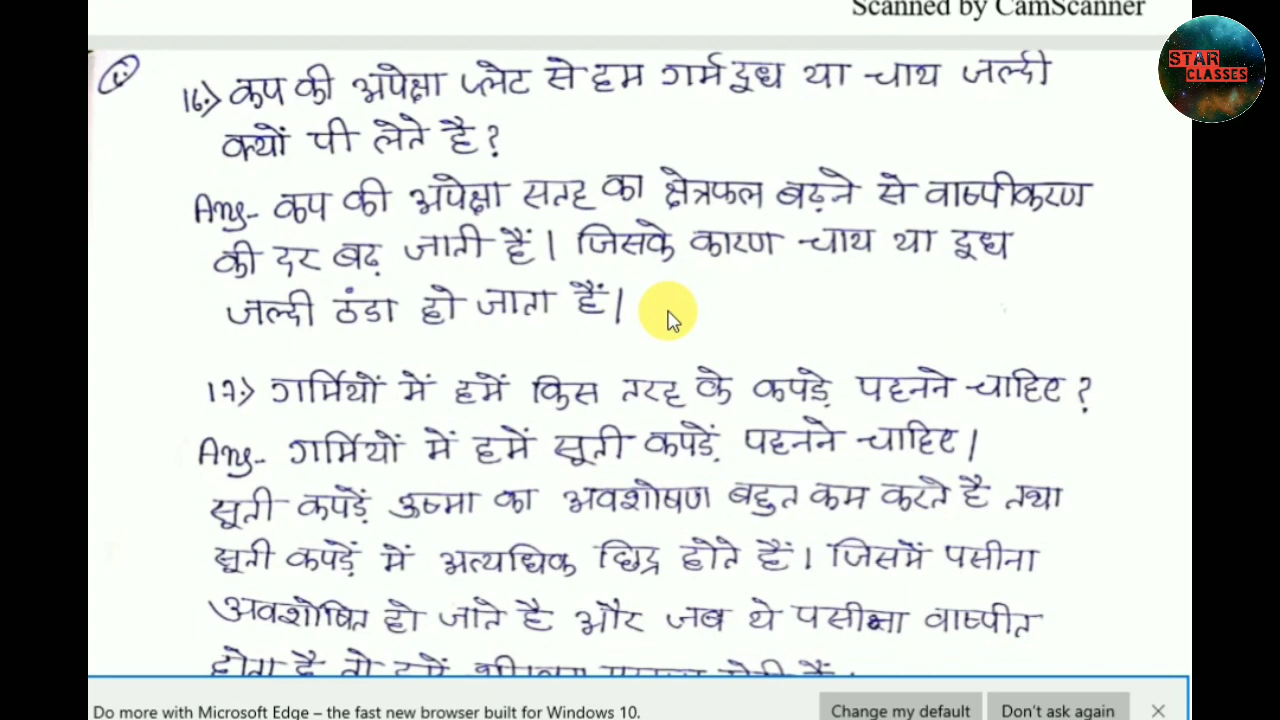 Scanned by CamScanner
STAR
CLASSES
16.> कप की अपेक्षा प्लेट से हम गर्म दूध या चाय जल्दी
क्यों पी लेते है?
Ans- कप की अपेक्षा सतह का क्षेत्रफल बढ़ने से वाष्पीकरण
की दर बढ़ जाती हैं। जिसके कारण चाय या दूध
जल्दी ठंडा हो जाता हैं।
17.> गर्मियों में हमें किस तरह के कपड़े पहनने चाहिए?
Ans- गर्मियों में हमें सूती कपड़ें पहनने चाहिए।
सूती कपड़ें ऊष्मा का अवशोषण बहुत कम करते है तथा
सूती कपड़ें में अत्यधिक छिद्र होते हैं। जिसमें पसीना
अवशोषित हो जाते है और जब ये पसीना वाष्पीत
होता है तो हमें
Do more with Microsoft Edge – the fast new browser built for Windows 10.
Change my default
Don't ask again